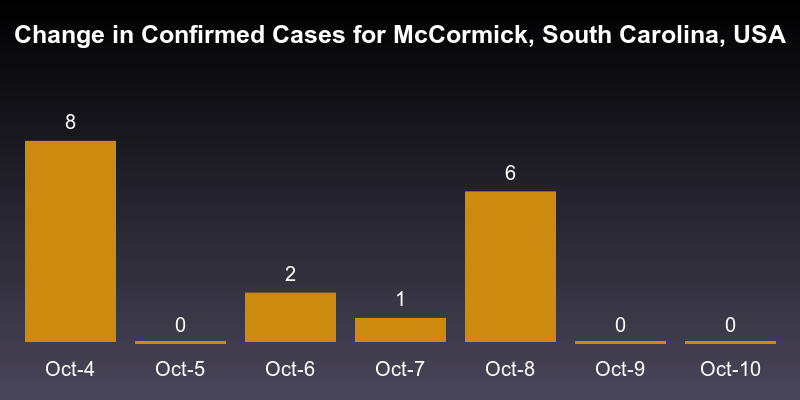 Change in Confirmed Cases for McCormick, South Carolina, USA
8
0
2
1
6
0
0
Oct-4
Oct-5
Oct-6
Oct-7
Oct-8
Oct-9
Oct-10